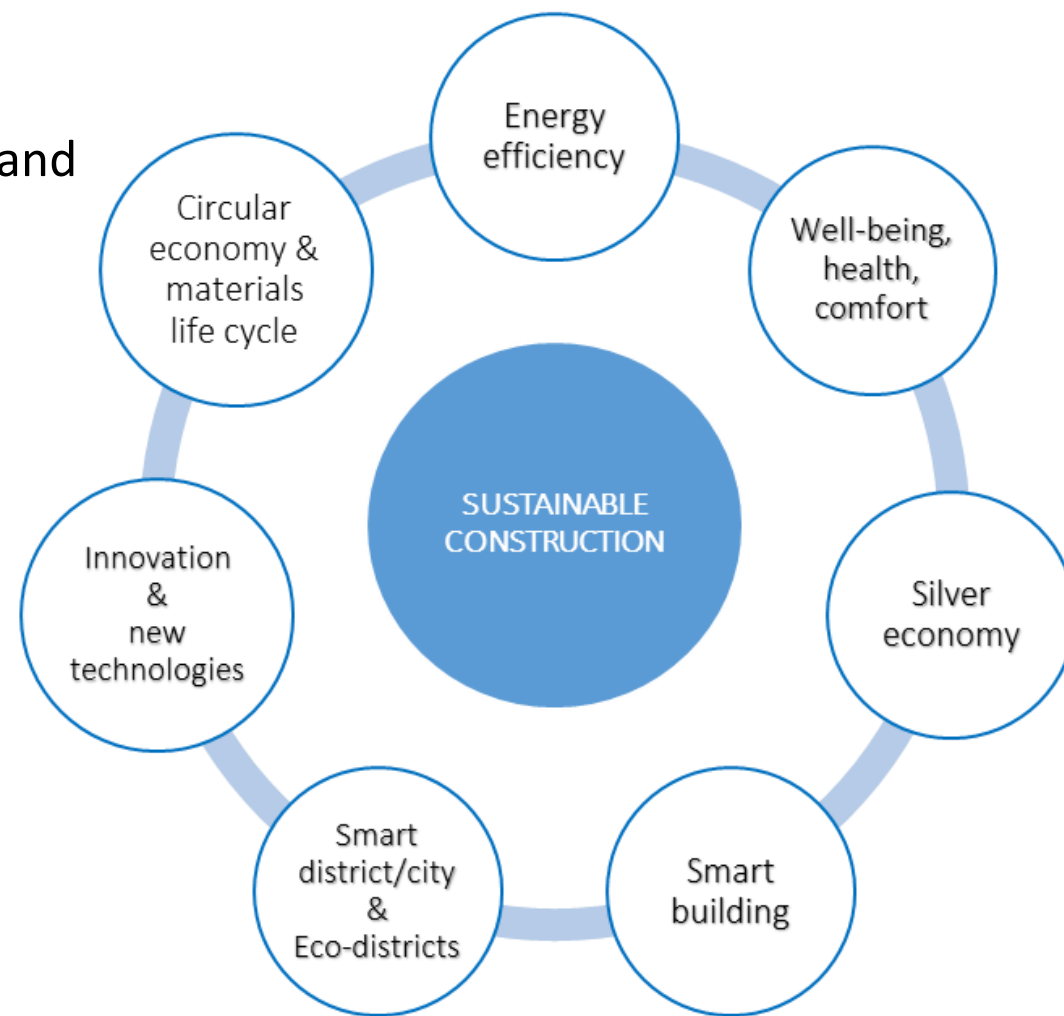 and
Energy
efficiency
Circular
economy &
materials
life cycle
Well-being,
health,
comfort
SUSTAINABLE
CONSTRUCTION
Innovation
&
new
technologies
Silver
economy
Smart
district/city
&
Eco-districts
Smart
building